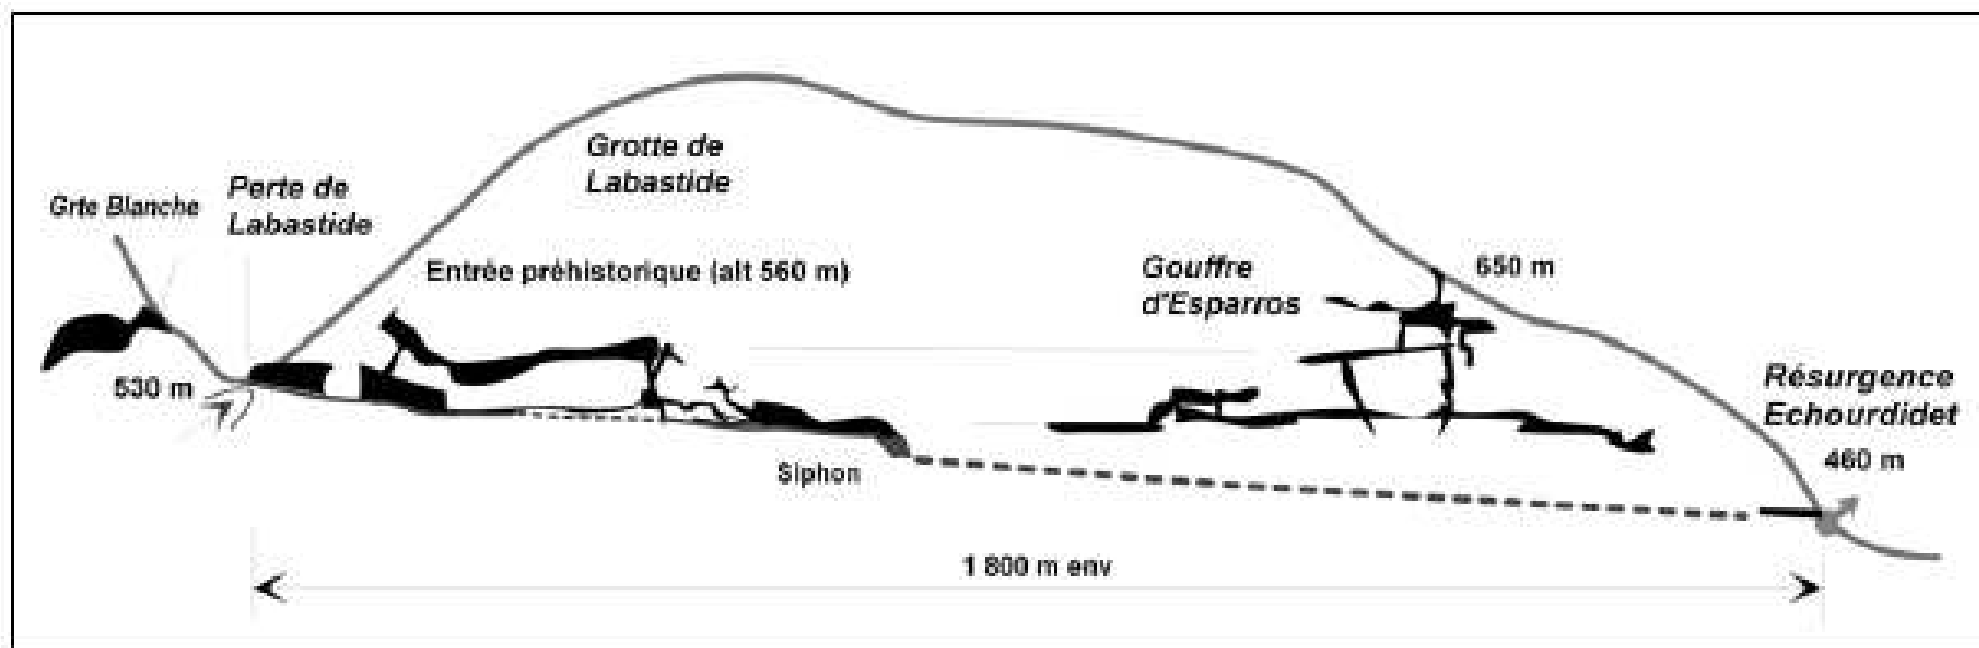 Grte Blanche
Perte de
Labastide
Grotte de
Labastide
Entrée préhistorique (alt 560 m)
Gouffre
d'Esparros
650 m
530 m
Résurgence
Echourdidet
460 m
Siphon
1 800 m env